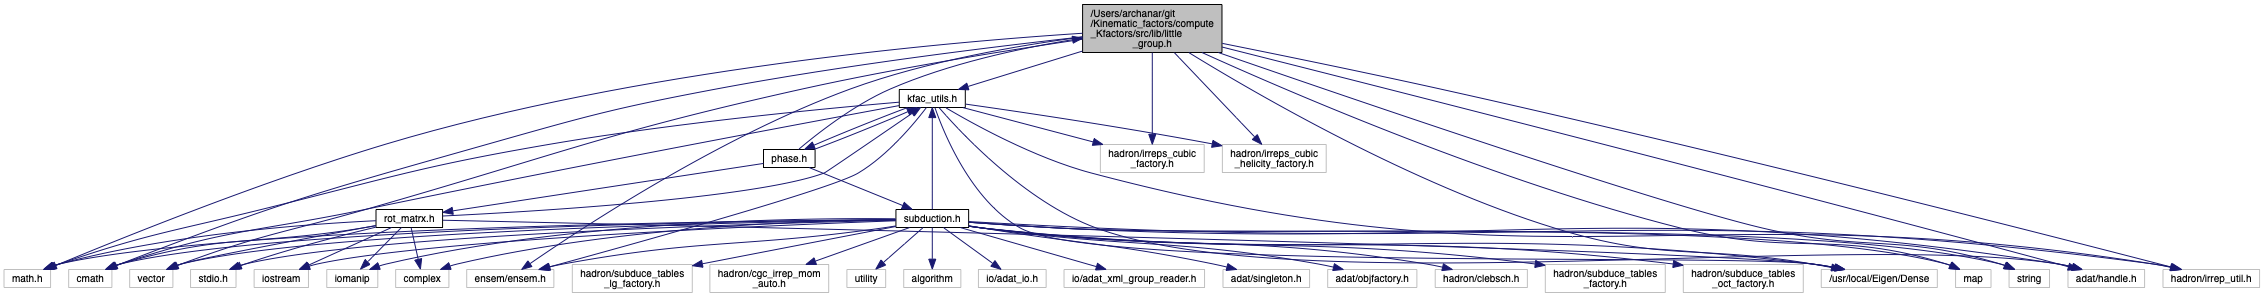 /Users/archanar/git
/Kinematic_factors/compute
_Kfactors/src/lib/little
_group.h
kfac_utils.h
phase.h
hadron/irreps_cubic
_factory.h
hadron/irreps_cubic
_helicity_factory.h
rot_matrx.h
subduction.h
math.h
cmath
vector
stdio.h
iostream
iomanip
complex
ensem/ensem.h
hadron/subduce_tables
_lg_factory.h
hadron/cgc_irrep_mom
_auto.h
utility
algorithm
io/adat_io.h
io/adat_xml_group_reader.h
adat/singleton.h
adat/objfactory.h
hadron/clebsch.h
hadron/subduce_tables
_factory.h
hadron/subduce_tables
_oct_factory.h
/usr/local/Eigen/Dense
map
string
adat/handle.h
hadron/irrep_util.h